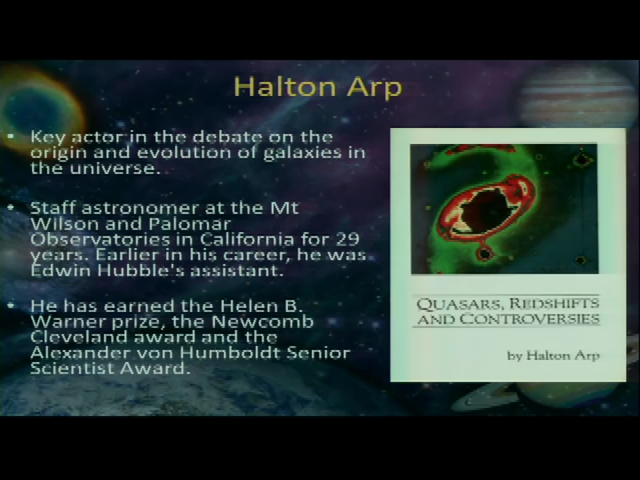 Halton Arp
• Key actor in the debate on the
origin and evolution of galaxies in
the universe.
• Staff astronomer at the Mt
Wilson and Palomar
Observatories in California for 29
years. Earlier in his career, he was
Edwin Hubble's assistant.
• He has earned the Helen B.
Warner prize, the Newcomb
Cleveland award and the
Alexander von Humboldt Senior
Scientist Award.
QUASARS, REDSHIFTS
AND CONTROVERSIES
by Halton Arp